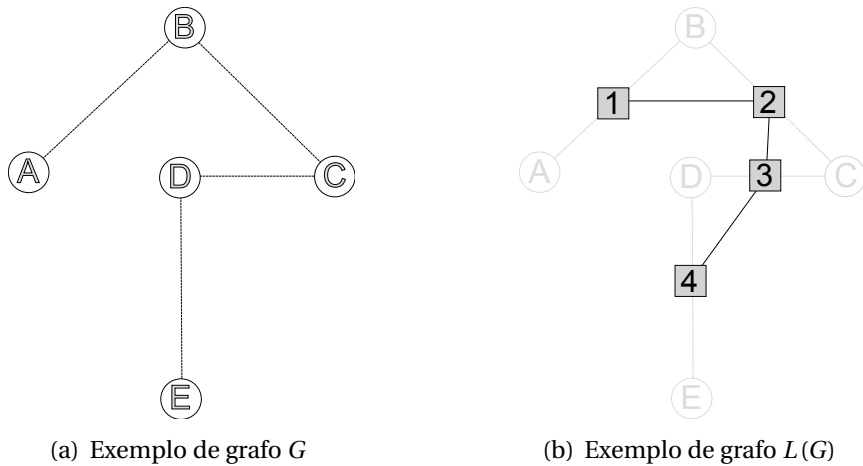 B
A
D
C
E
B
1
2
A
D
3
C
4
E
(a) Exemplo de grafo G
(b) Exemplo de grafo L(G)